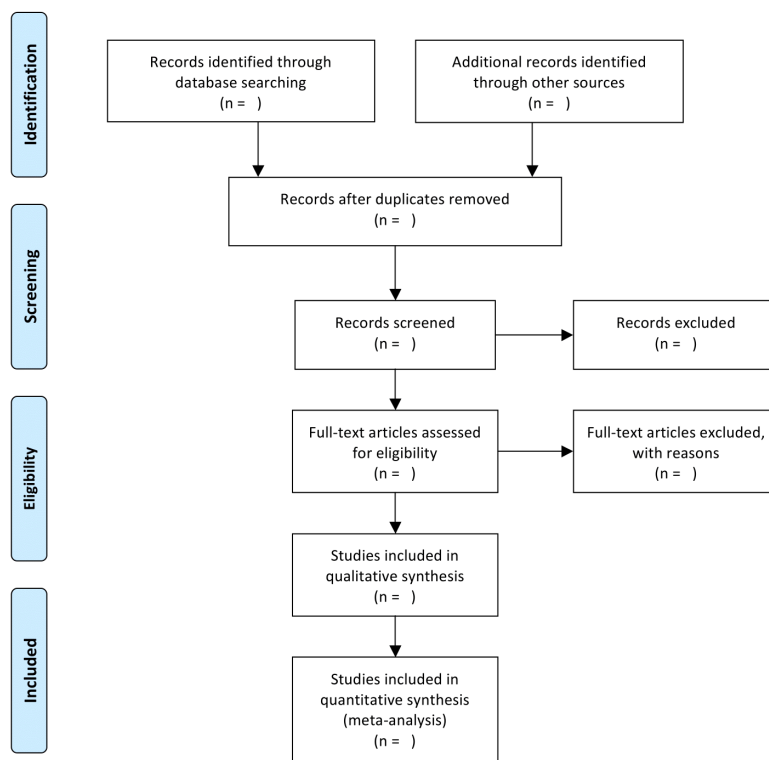 Identification
Records identified through
database searching
(n =   )
Additional records identified
through other sources
(n =   )
Records after duplicates removed
(n =   )
Screening
Records screened
(n =   )
Records excluded
(n =   )
Eligibility
Full-text articles assessed
for eligibility
(n =   )
Full-text articles excluded,
with reasons
(n =   )
Studies included in
qualitative synthesis
(n =   )
Included
Studies included in
quantitative synthesis
(meta-analysis)
(n =   )